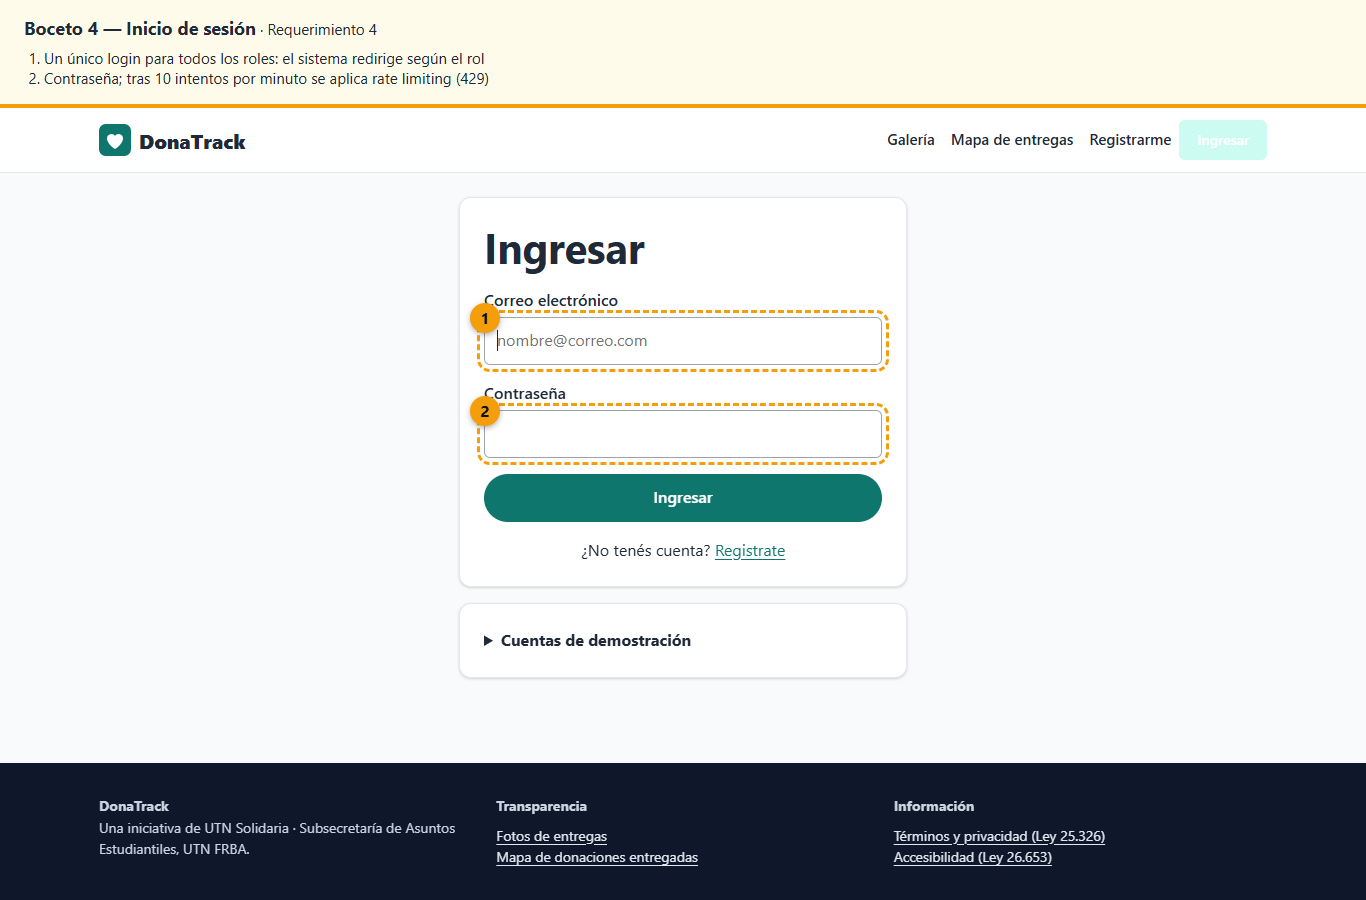 Boceto 4 — Inicio de sesión · Requerimiento 4
1. Un único login para todos los roles: el sistema redirige según el rol
2. Contraseña; tras 10 intentos por minuto se aplica rate limiting (429)
DonaTrack
Galería
Mapa de entregas
Registrarme
Ingresar
Ingresar
Correo electrónico
1
nombre@correo.com
Contraseña
2
Ingresar
¿No tenés cuenta? Registrate
Cuentas de demostración
DonaTrack
Una iniciativa de UTN Solidaria · Subsecretaría de Asuntos
Estudiantiles, UTN FRBA.
Transparencia
Fotos de entregas
Mapa de donaciones entregadas
Información
Términos y privacidad (Ley 25.326)
Accesibilidad (Ley 26.653)